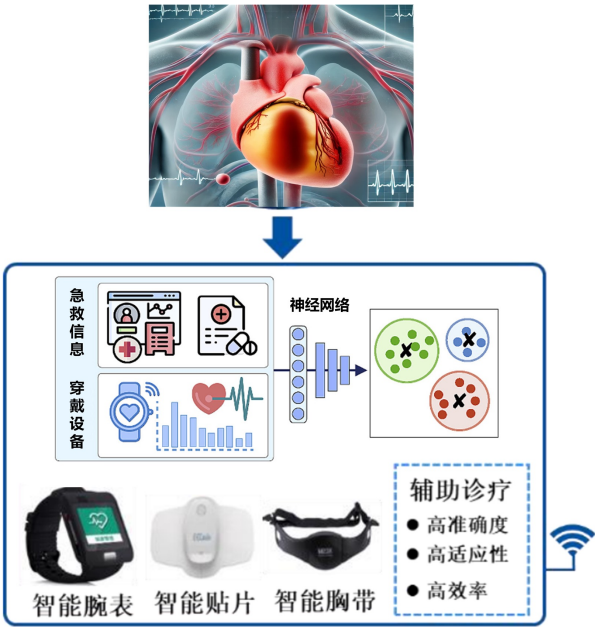 急救信息
神经网络
穿戴设备
辅助诊疗
● 高准确度
● 高适应性
● 高效率
智能腕表
智能贴片
智能胸带